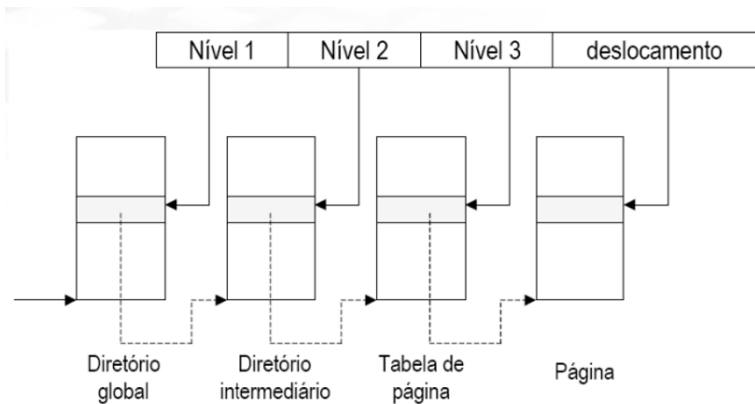 Nível 1 Nível 2 Nível 3 deslocamento
Diretório
global
Diretório
intermediário
Tabela de
página
Página